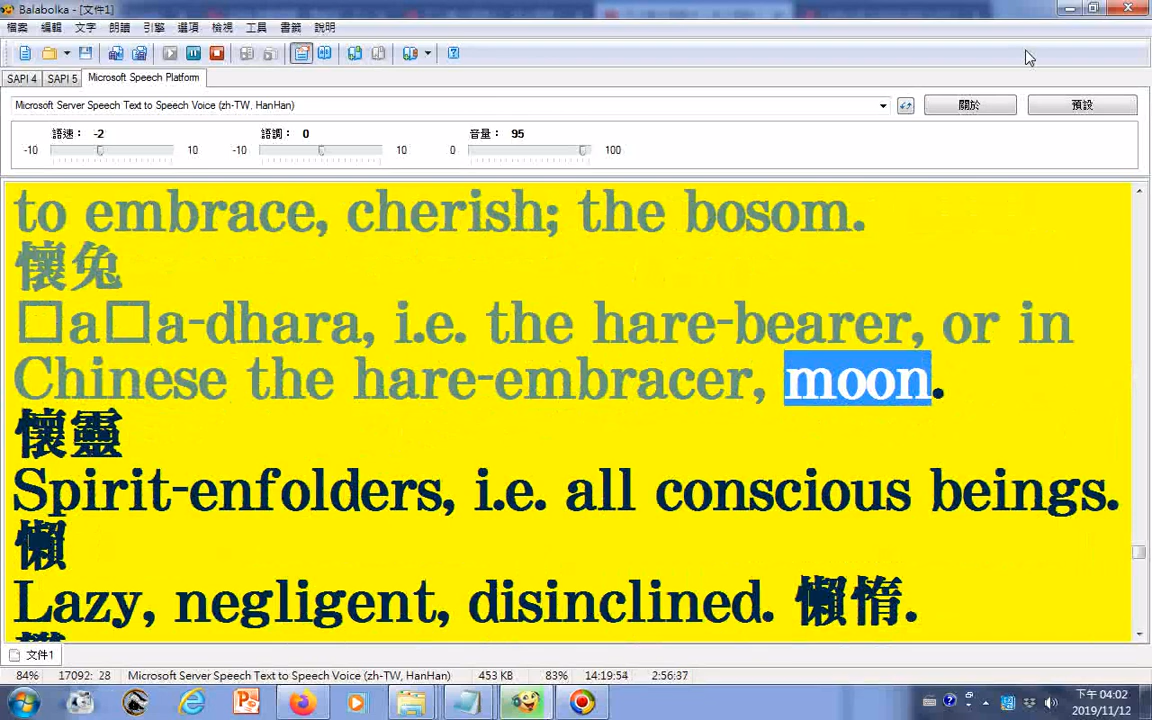 Balabolka - [文件1]
檔案 編輯 文字 朗讀 引擎 選項 檢視 工具 書籤 說明
SAPI 4 SAPI 5 Microsoft Speech Platform
Microsoft Server Speech Text to Speech Voice (zh-TW, HanHan) 關於 預設
語速： -2 語調： 0 音量： 95
-10 10 -10 10 0 100
to embrace, cherish; the bosom.
懷兔
□a□a-dhara, i.e. the hare-bearer, or in
Chinese the hare-embracer, moon.
懷靈
Spirit-enfolders, i.e. all conscious beings.
懶
Lazy, negligent, disinclined. 懶惰.
文件1
84% 17092: 28 Microsoft Server Speech Text to Speech Voice (zh-TW, HanHan) 453 KB 83% 14:19:54 2:56:37
下午 04:02
2019/11/12